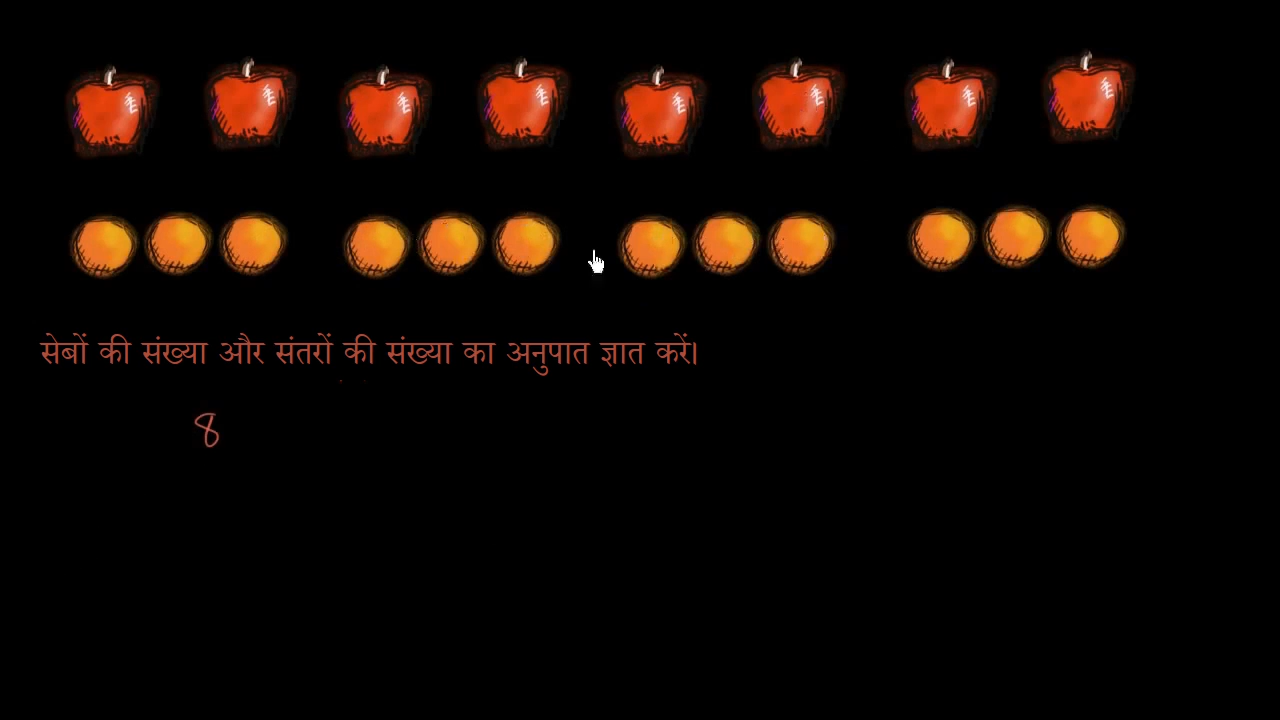 सेबों की संख्या और संतरों की संख्या का अनुपात ज्ञात करें।
8